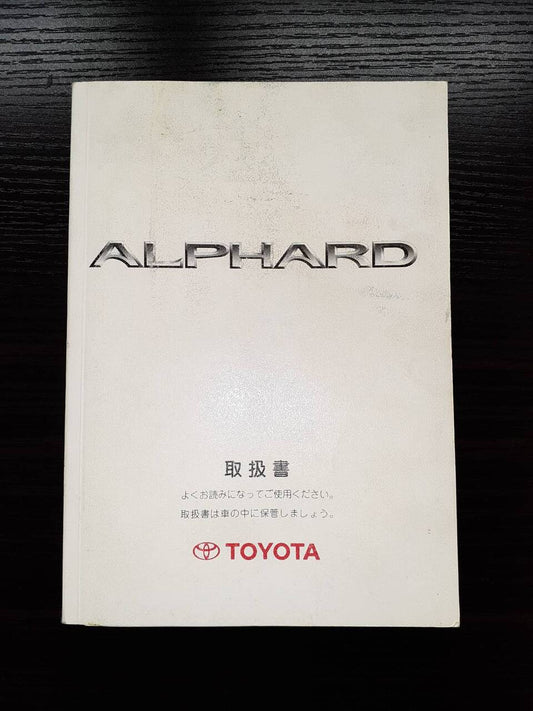 ALPHARD
取扱書
よくお読みになってご使用ください。
取扱書は車の中に保管しましょう。
TOYOTA